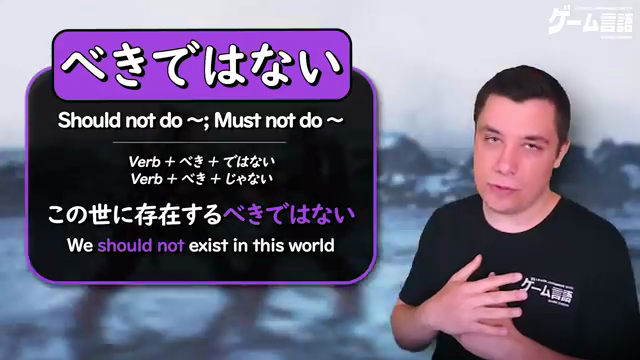 べきではない
Should not do ～; Must not do ～
Verb + べき + ではない
Verb + べき + じゃない
この世に存在するべきではない
We should not exist in this world
ゲーム言語
ゲーム言語